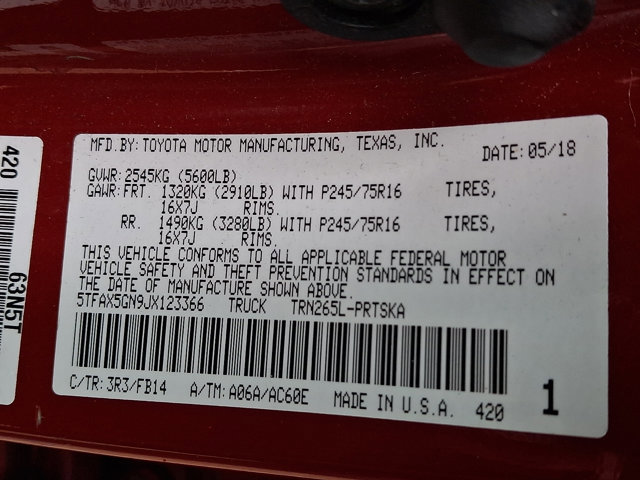 MFD.BY: TOYOTA MOTOR MANUFACTURING, TEXAS, INC. DATE: 05/18
GVWR: 2545KG (5600LB)
GAWR: FRT. 1320KG (2910LB) WITH P245/75R16 TIRES,
16X7J RIMS.
RR. 1490KG (3280LB) WITH P245/75R16 TIRES,
16X7J RIMS.
THIS VEHICLE CONFORMS TO ALL APPLICABLE FEDERAL MOTOR
VEHICLE SAFETY AND THEFT PREVENTION STANDARDS IN EFFECT ON
THE DATE OF MANUFACTURE SHOWN ABOVE.
5TFAX5GN9JX123366 TRUCK TRN265L-PRTSKA
C/TR: 3R3/FB14 A/TM: A06A/AC60E MADE IN U.S.A. 420 1
420
63N5T